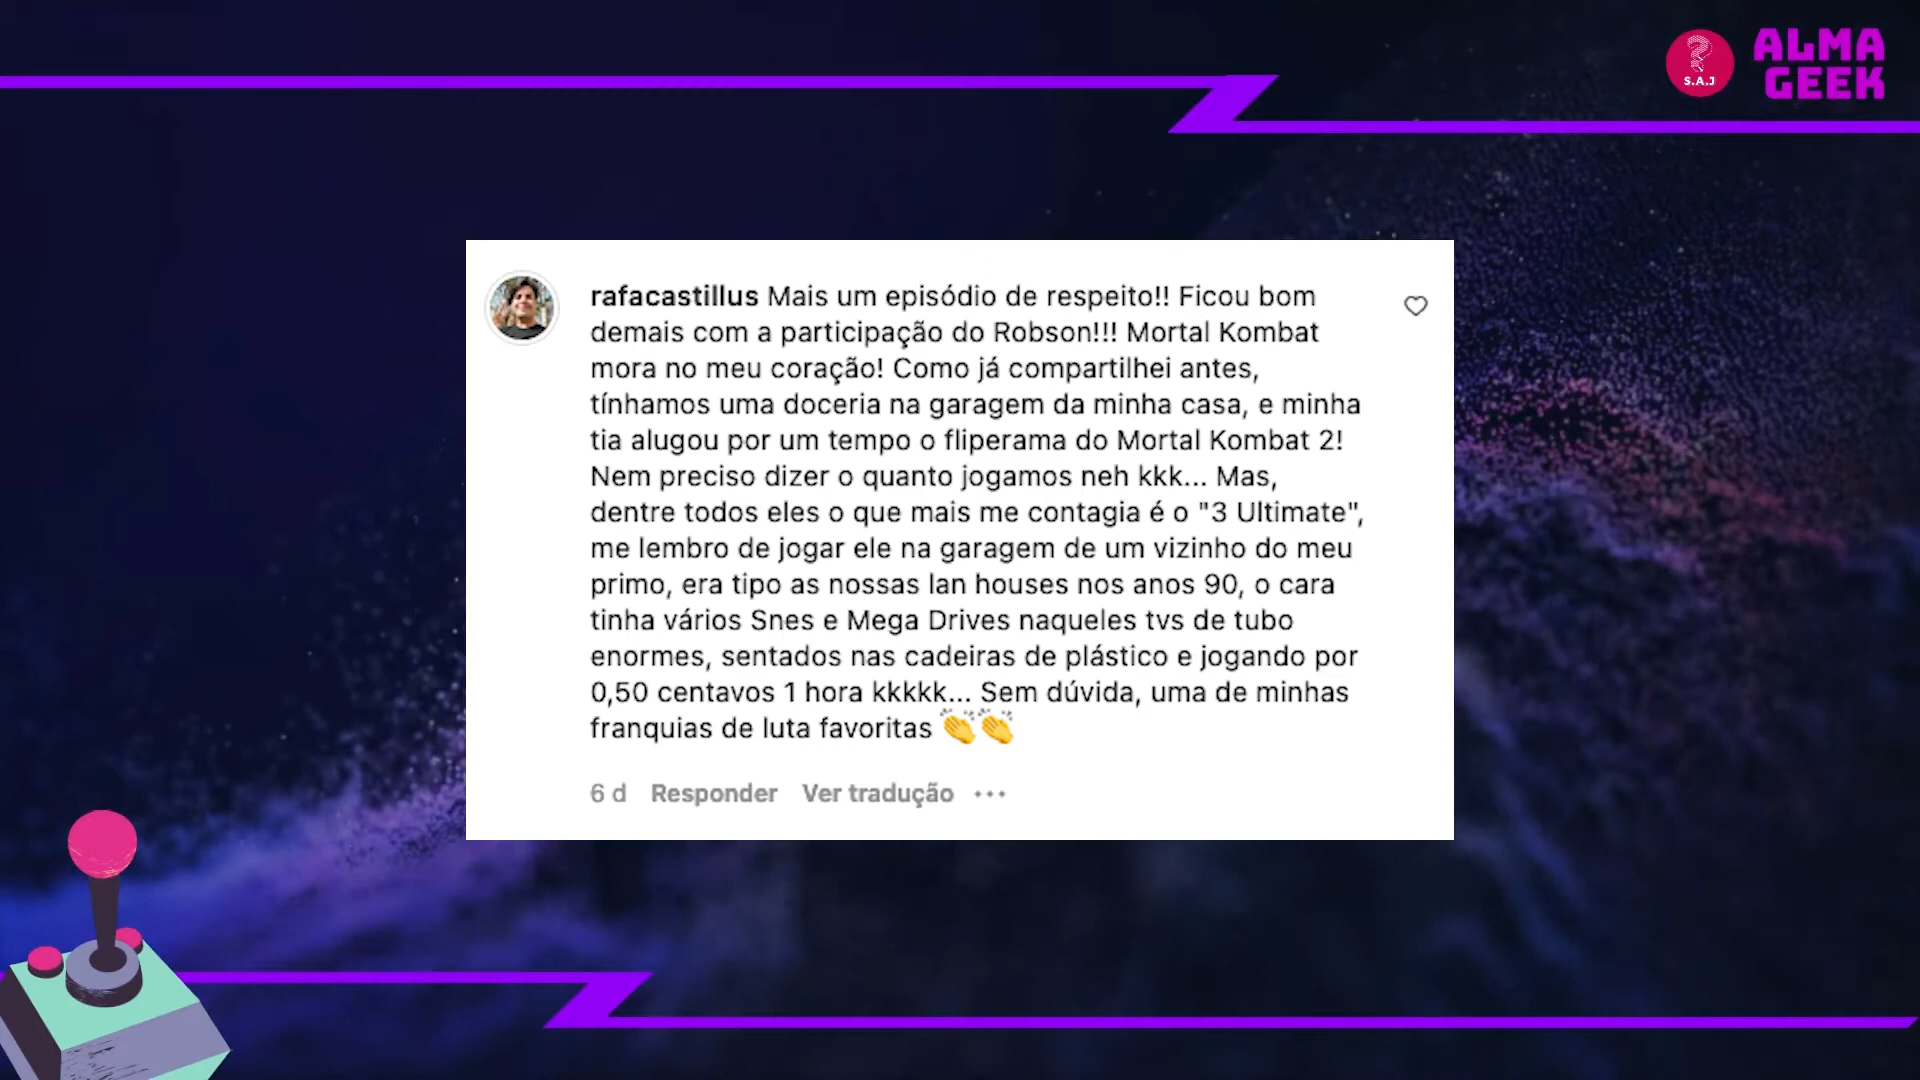 S.A.J
ALMA
GEEK
rafacastillus Mais um episódio de respeito!! Ficou bom
demais com a participação do Robson!!! Mortal Kombat
mora no meu coração! Como já compartilhei antes,
tínhamos uma doceria na garagem da minha casa, e minha
tia alugou por um tempo o fliperama do Mortal Kombat 2!
Nem preciso dizer o quanto jogamos neh kkk... Mas,
dentre todos eles o que mais me contagia é o "3 Ultimate",
me lembro de jogar ele na garagem de um vizinho do meu
primo, era tipo as nossas lan houses nos anos 90, o cara
tinha vários Snes e Mega Drives naqueles tvs de tubo
enormes, sentados nas cadeiras de plástico e jogando por
0,50 centavos 1 hora kkkkk... Sem dúvida, uma de minhas
franquias de luta favoritas 👏👏
6 d Responder Ver tradução ...